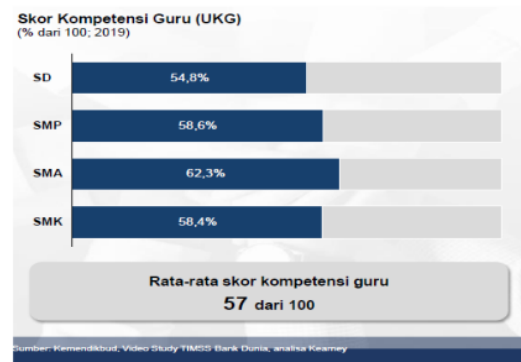 Skor Kompetensi Guru (UKG)
(% dari 100; 2019)
SD 54,8%
SMP 58,6%
SMA 62,3%
SMK 58,4%
Rata-rata skor kompetensi guru
57 dari 100
Sumber: Kemendikbud, Video Study TIMSS Bank Dunia, analisa Kearney